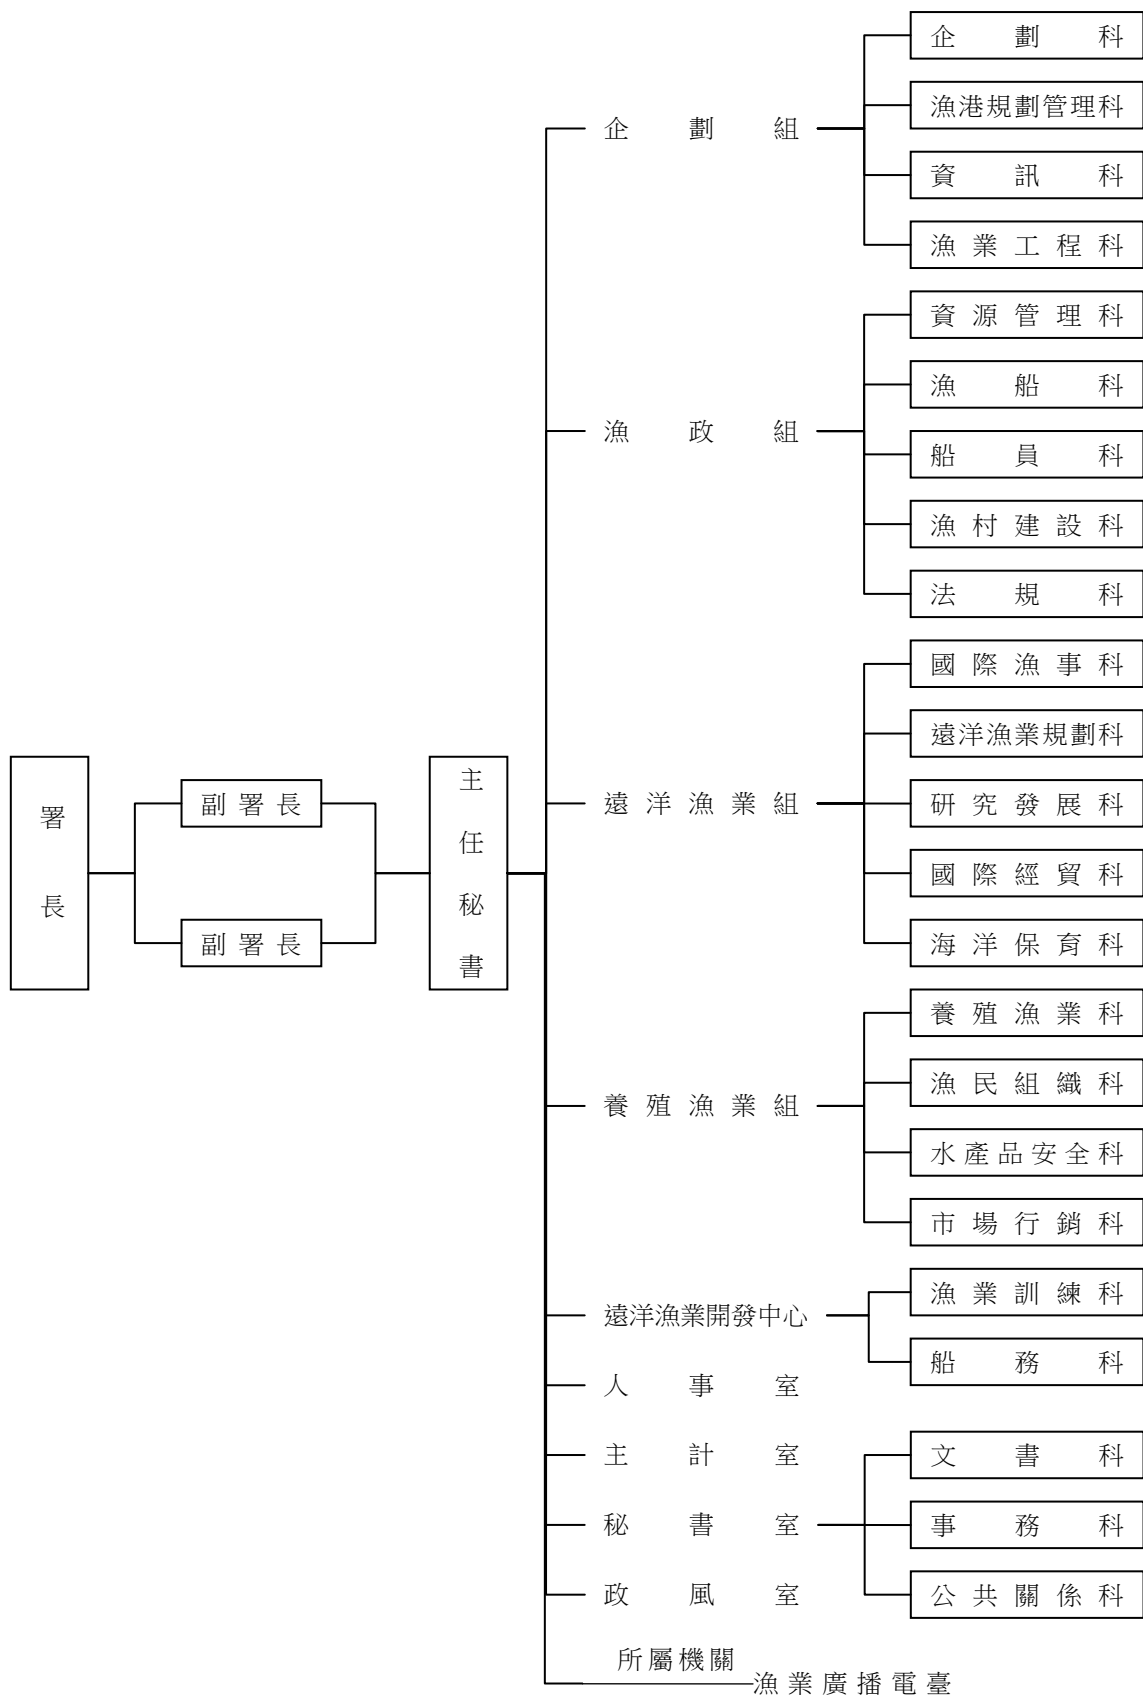 署長
副署長
副署長
主任秘書
企劃組
企劃科
漁港規劃管理科
資訊科
漁業工程科
漁政組
資源管理科
漁船科
船員科
漁村建設科
法規科
遠洋漁業組
國際漁事科
遠洋漁業規劃科
研究發展科
國際經貿科
海洋保育科
養殖漁業組
養殖漁業科
漁民組織科
水產品安全科
市場行銷科
遠洋漁業開發中心
漁業訓練科
船務科
人事室
主計室
秘書室
文書科
事務科
公共關係科
政風室
所屬機關
漁業廣播電臺